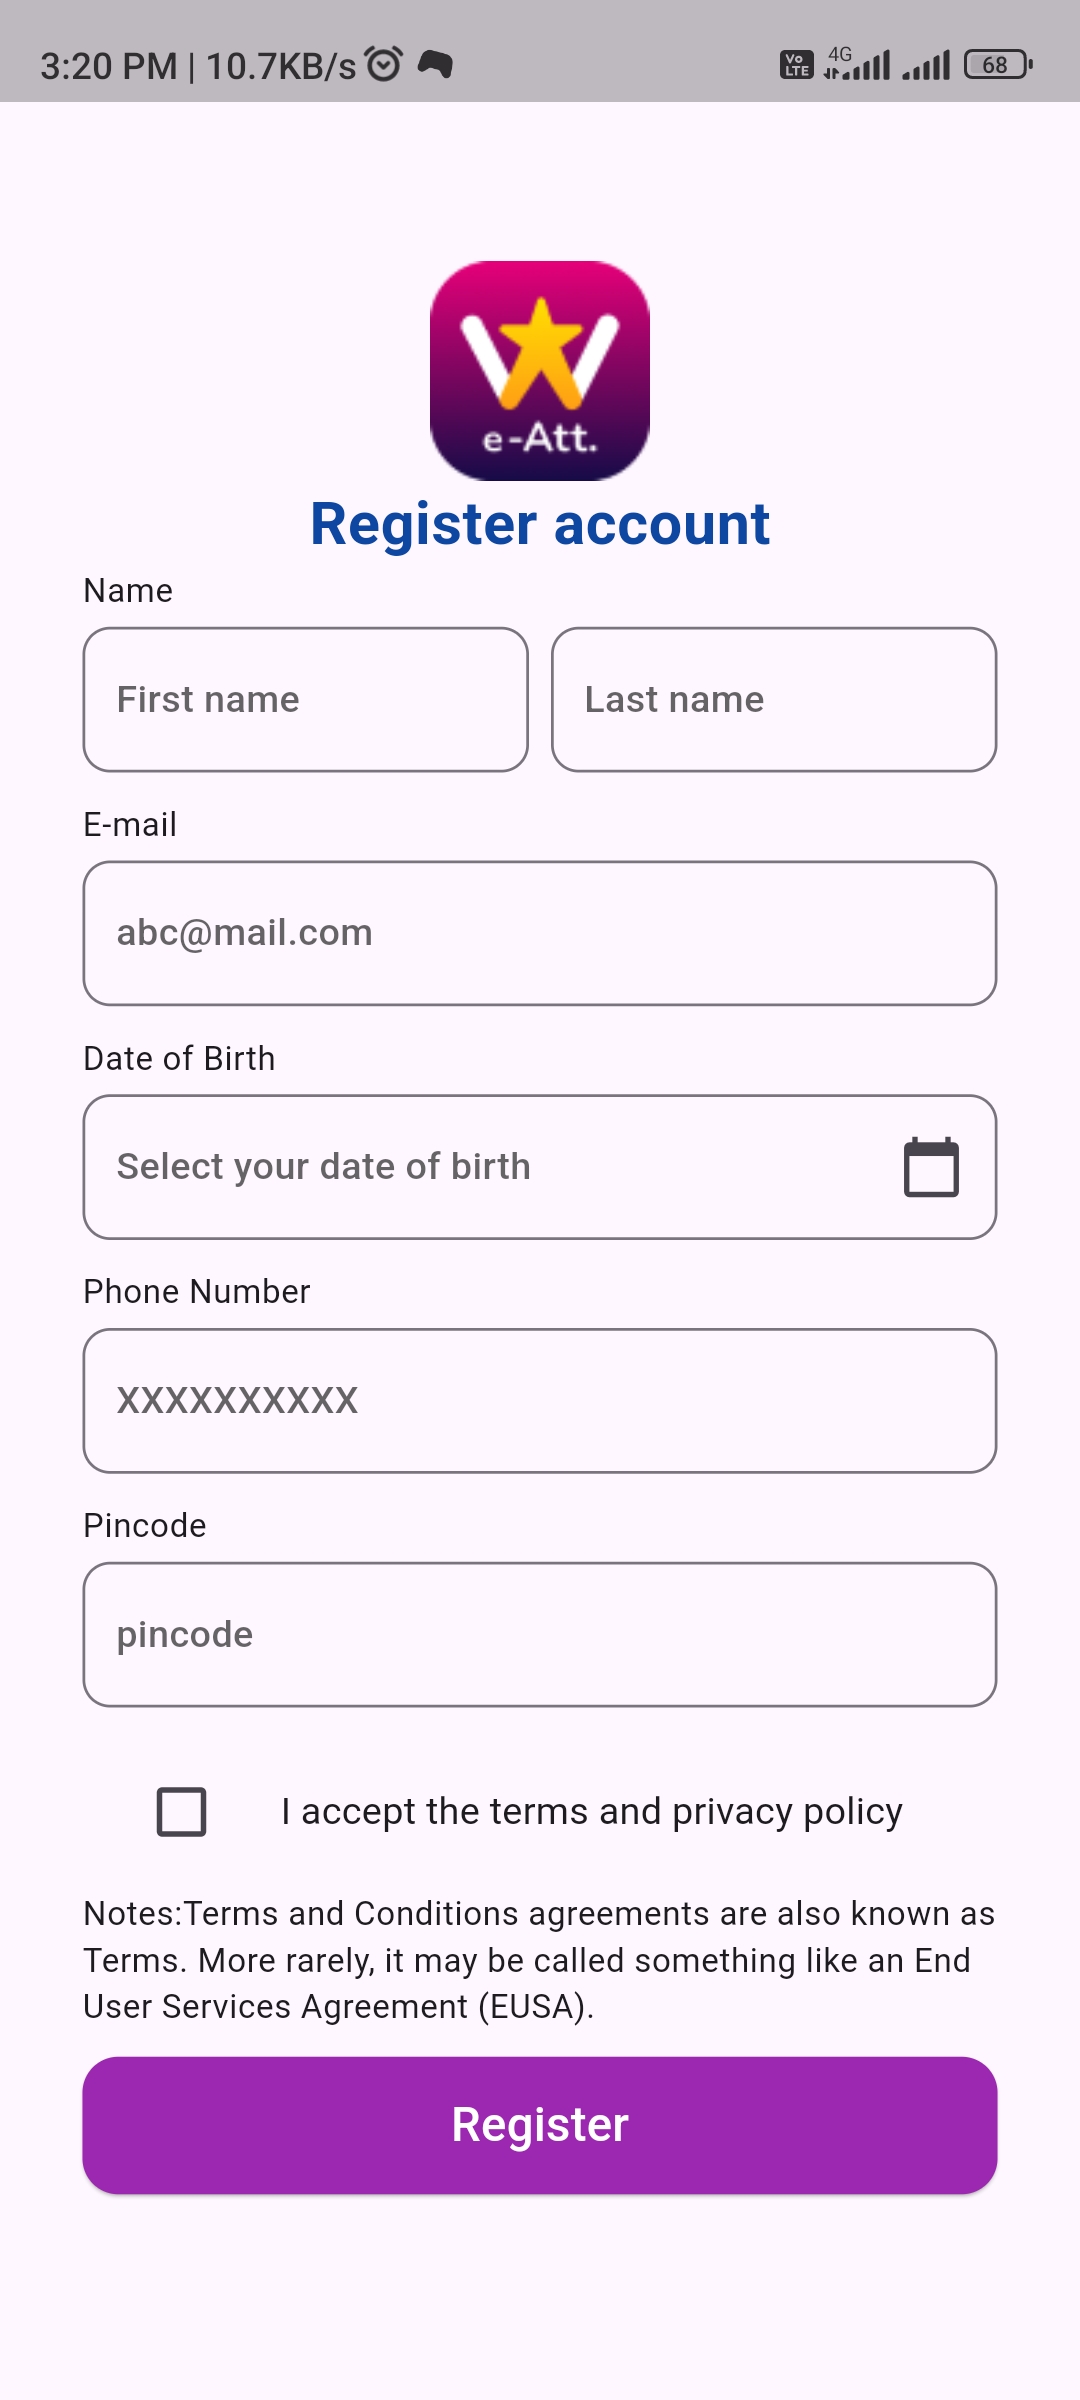 3:20 PM | 10.7KB/s
Vo LTE 4G 68
e-Att.
Register account
Name
First name Last name
E-mail
abc@mail.com
Date of Birth
Select your date of birth
Phone Number
XXXXXXXXXX
Pincode
pincode
I accept the terms and privacy policy
Notes:Terms and Conditions agreements are also known as
Terms. More rarely, it may be called something like an End
User Services Agreement (EUSA).
Register